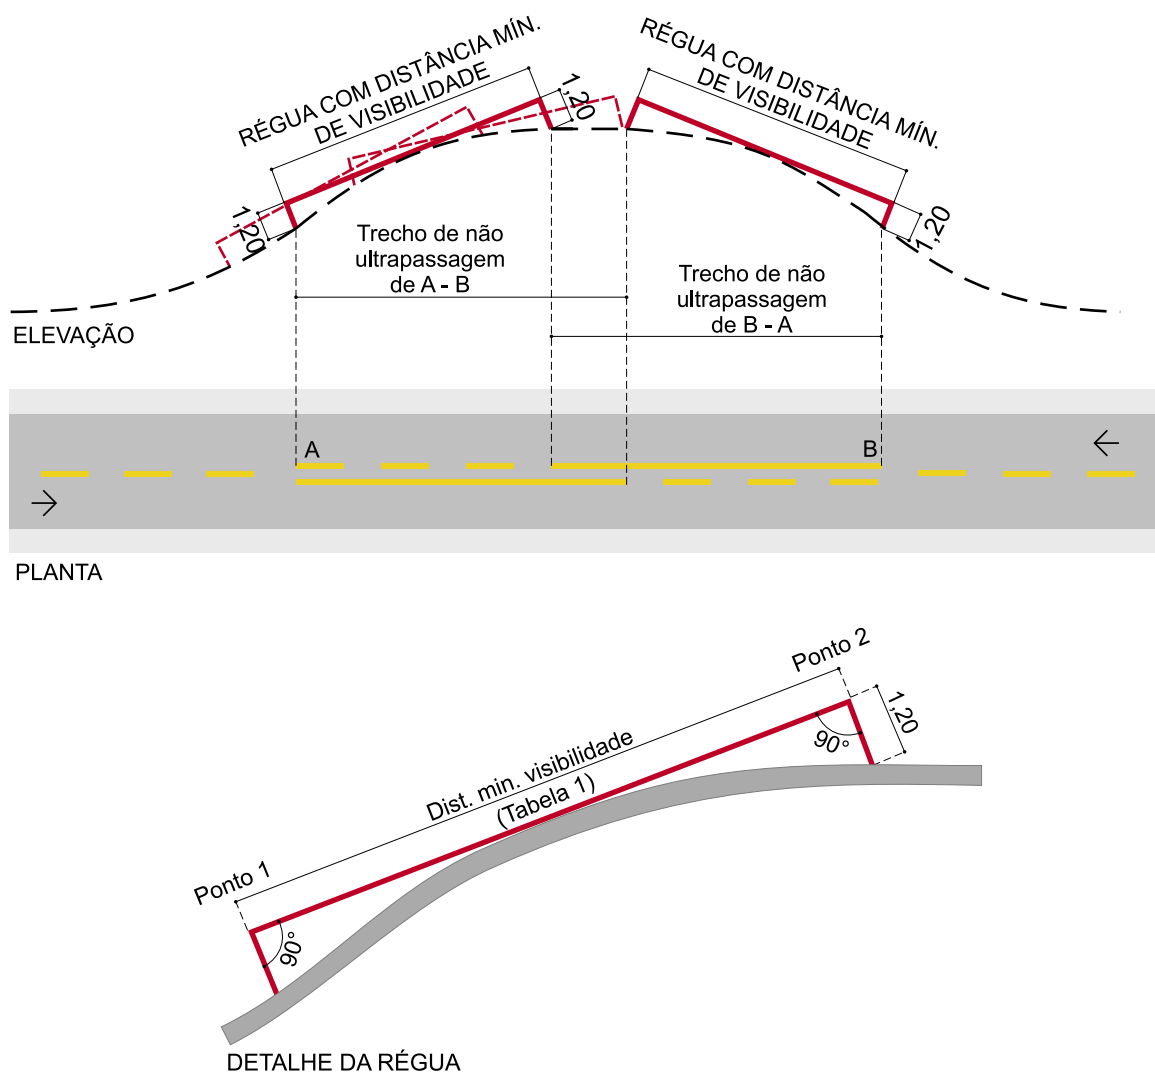 RÉGUA COM DISTÂNCIA MÍN.
DE VISIBILIDADE
1,20
RÉGUA COM DISTÂNCIA MÍN.
DE VISIBILIDADE
1,20
1,20
Trecho de não
ultrapassagem
de A - B
Trecho de não
ultrapassagem
de B - A
ELEVAÇÃO
A
B
PLANTA
Ponto 2
1,20
90°
Dist. min. visibilidade
(Tabela 1)
Ponto 1
90°
DETALHE DA RÉGUA